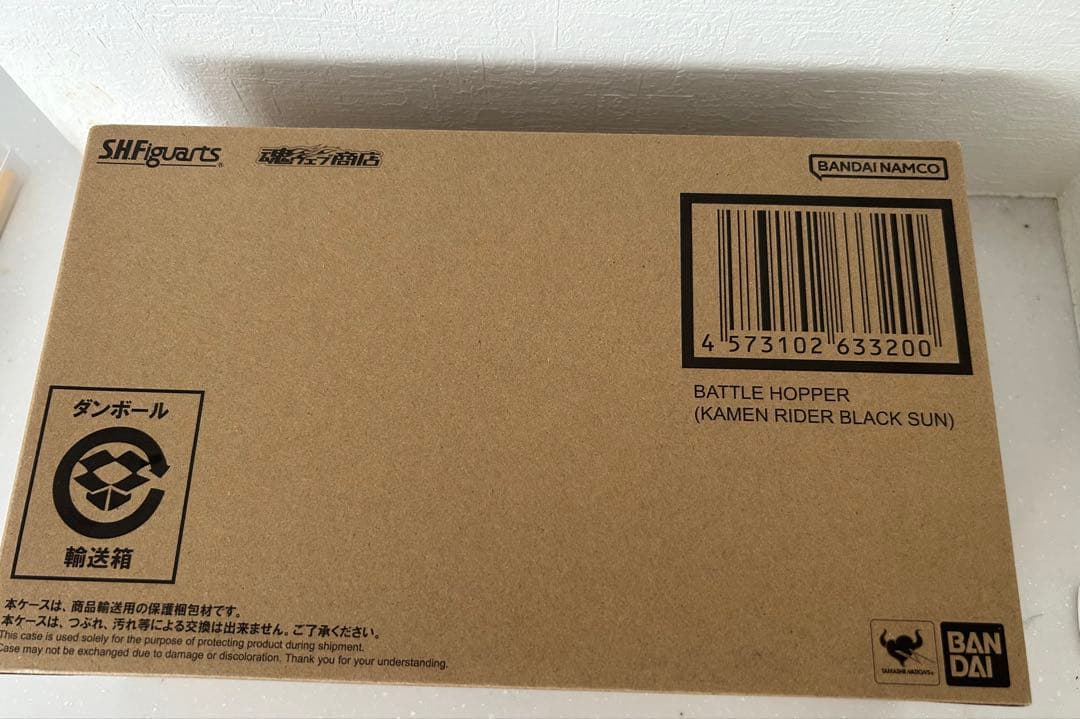 S.H.Figuarts
魂ウェブ商店
BANDAI NAMCO
4 573102 633200
BATTLE HOPPER
(KAMEN RIDER BLACK SUN)
ダンボール
輸送箱
本ケースは、商品輸送用の保護梱包材です。
本ケースは、つぶれ、汚れ等による交換は出来ません。ご了承ください。
This case is used solely for the purpose of protecting product during shipment.
Case may not be exchanged due to damage or discoloration. Thank you for your understanding.
TAMASHII NATIONS
BAN
DAI